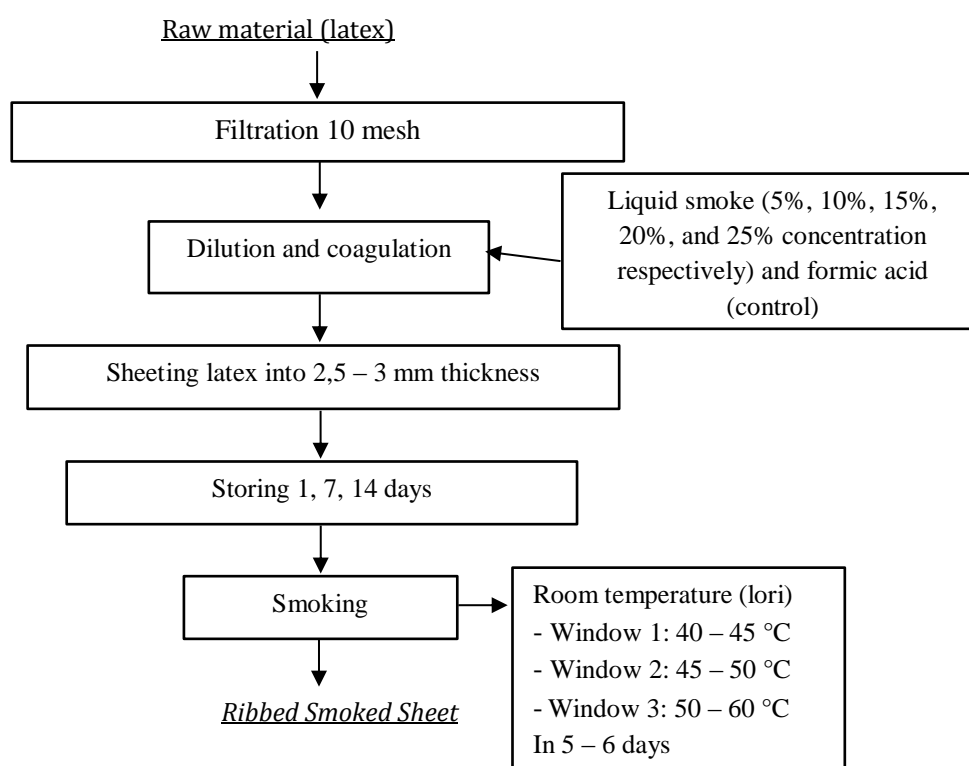 Raw material (latex)
Filtration 10 mesh
Liquid smoke (5%, 10%, 15%,
20%, and 25% concentration
respectively) and formic acid
(control)
Dilution and coagulation
Sheeting latex into 2,5 – 3 mm thickness
Storing 1, 7, 14 days
Smoking
Room temperature (lori)
- Window 1: 40 – 45 °C
- Window 2: 45 – 50 °C
- Window 3: 50 – 60 °C
In 5 – 6 days
Ribbed Smoked Sheet